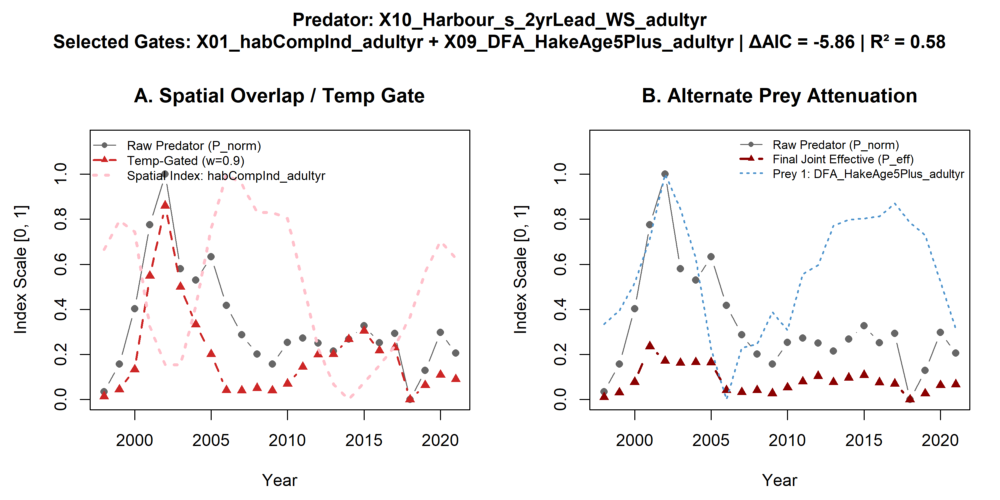 Predator: X10_Harbour_s_2yrLead_WS_adultyr
Selected Gates: X01_habCompInd_adultyr + X09_DFA_HakeAge5Plus_adultyr | ΔAIC = -5.86 | R² = 0.58
A. Spatial Overlap / Temp Gate
Raw Predator (P_norm)
Temp-Gated (w=0.9)
Spatial Index: habCompInd_adultyr
Index Scale [0, 1]
1.0
0.8
0.6
0.4
0.2
0.0
2000 2005 2010 2015 2020
Year
B. Alternate Prey Attenuation
Raw Predator (P_norm)
Final Joint Effective (P_eff)
Prey 1: DFA_HakeAge5Plus_adultyr
Index Scale [0, 1]
1.0
0.8
0.6
0.4
0.2
0.0
2000 2005 2010 2015 2020
Year